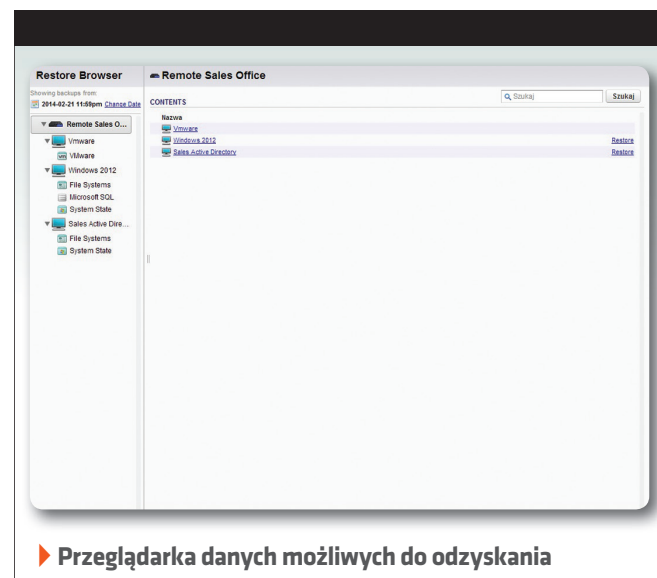 Restore Browser
Showing backups from:
2014-02-21 11:59pm Change Date
Remote Sales O...
Vmware
VMware
Windows 2012
File Systems
Microsoft SQL
System State
Sales Active Dire...
File Systems
System State
Remote Sales Office
CONTENTS
Szukaj Szukaj
Nazwa
Vmware
Windows 2012 Restore
Sales Active Directory Restore
Przeglądarka danych możliwych do odzyskania